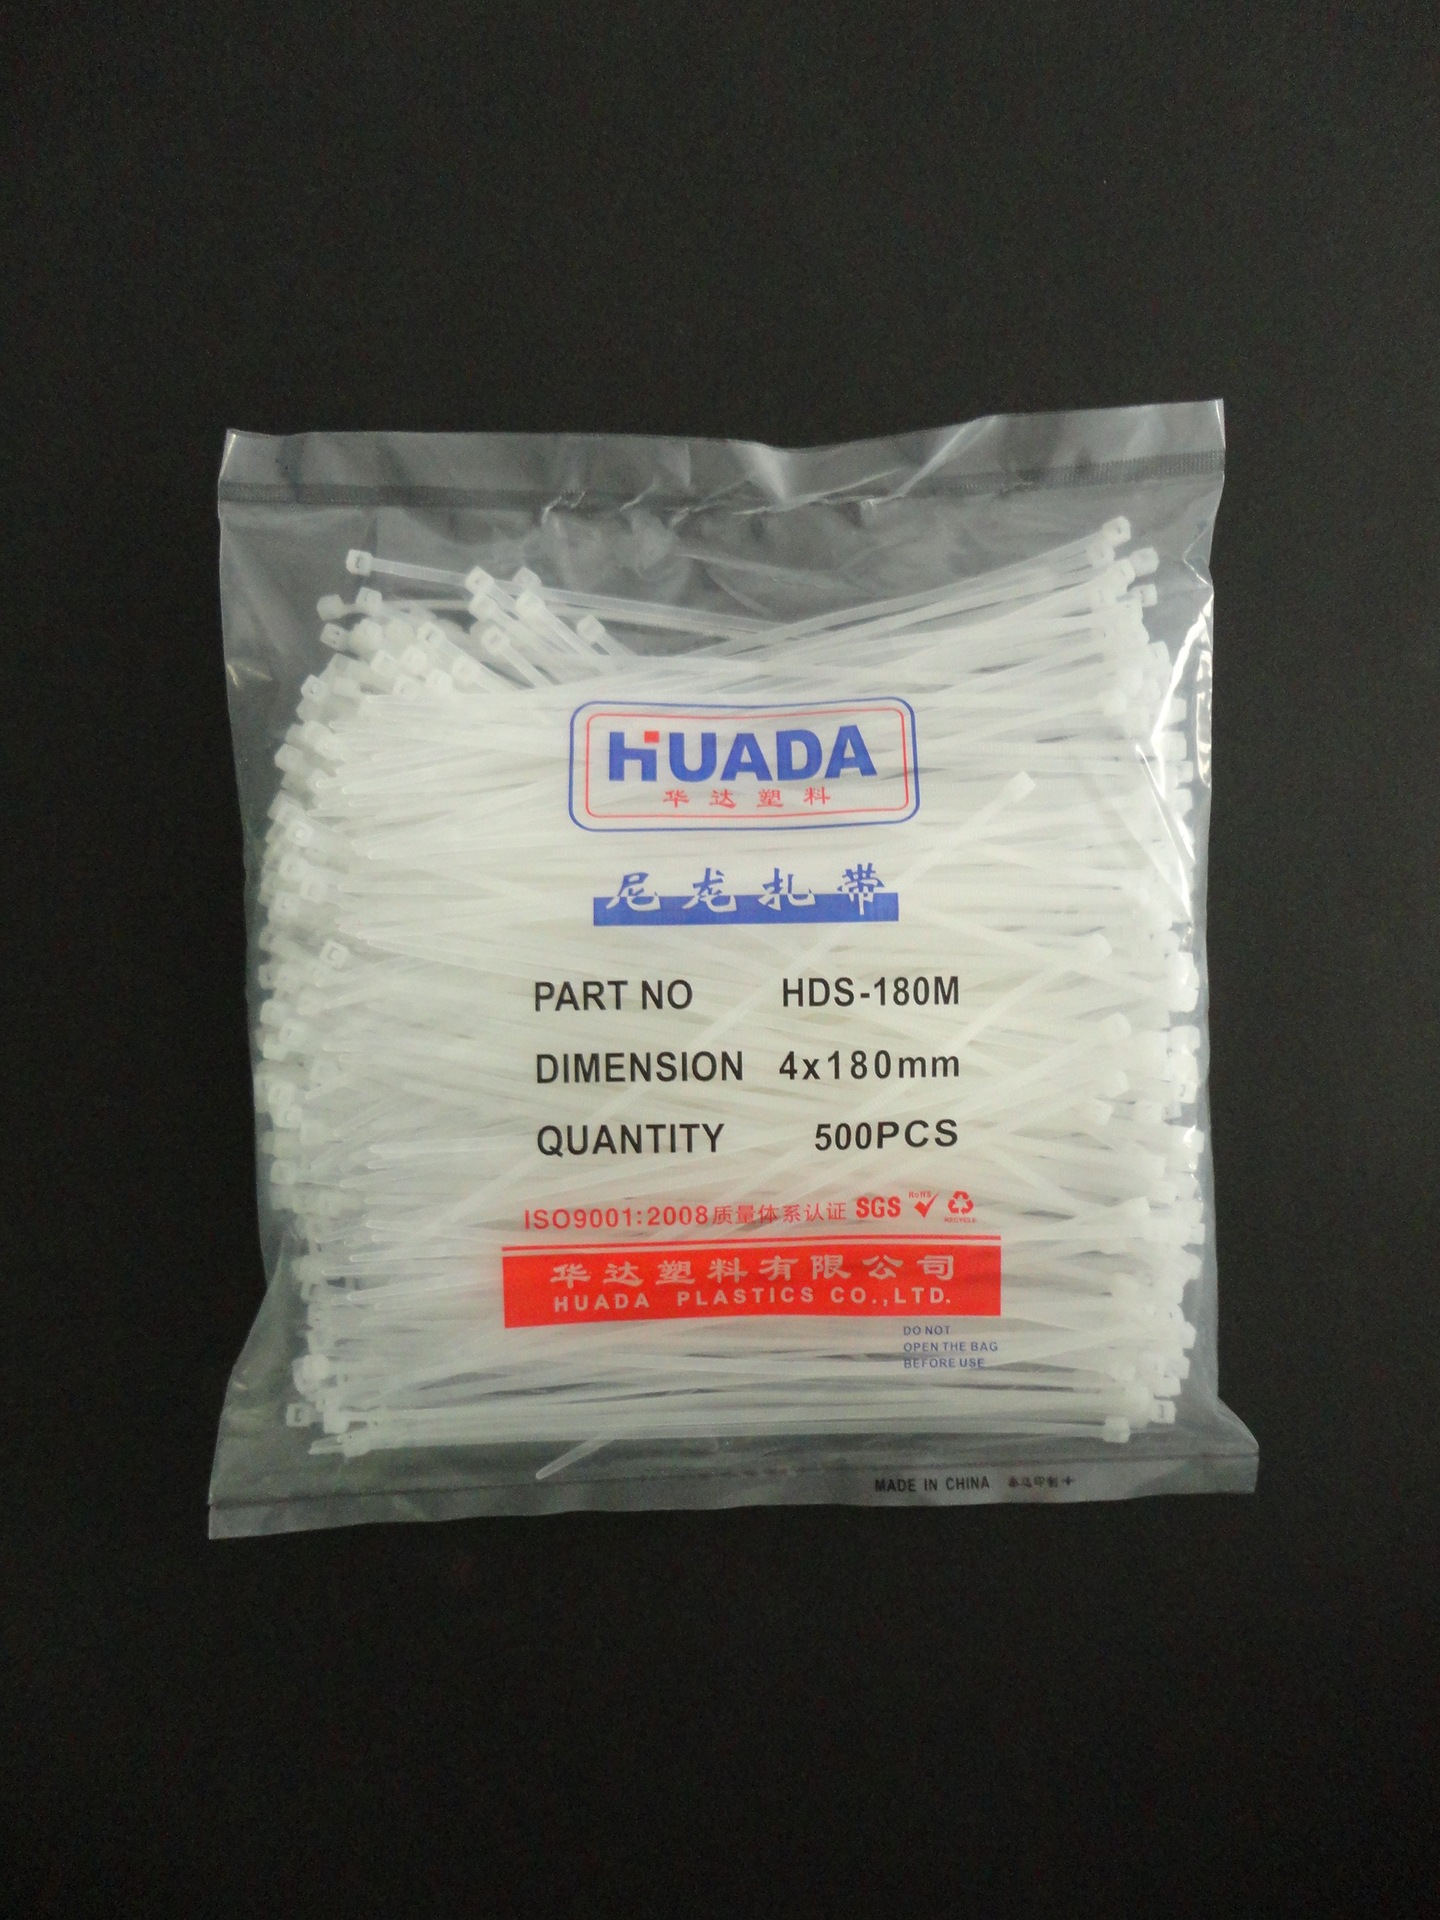 HUADA
华达塑料
尼龙扎带
PART NO HDS-180M
DIMENSION 4x180mm
QUANTITY 500PCS
ISO9001:2008质量体系认证 SGS RoHS RECYCLE
华达塑料有限公司
HUADA PLASTICS CO.,LTD.
DO NOT
OPEN THE BAG
BEFORE USE
MADE IN CHINA